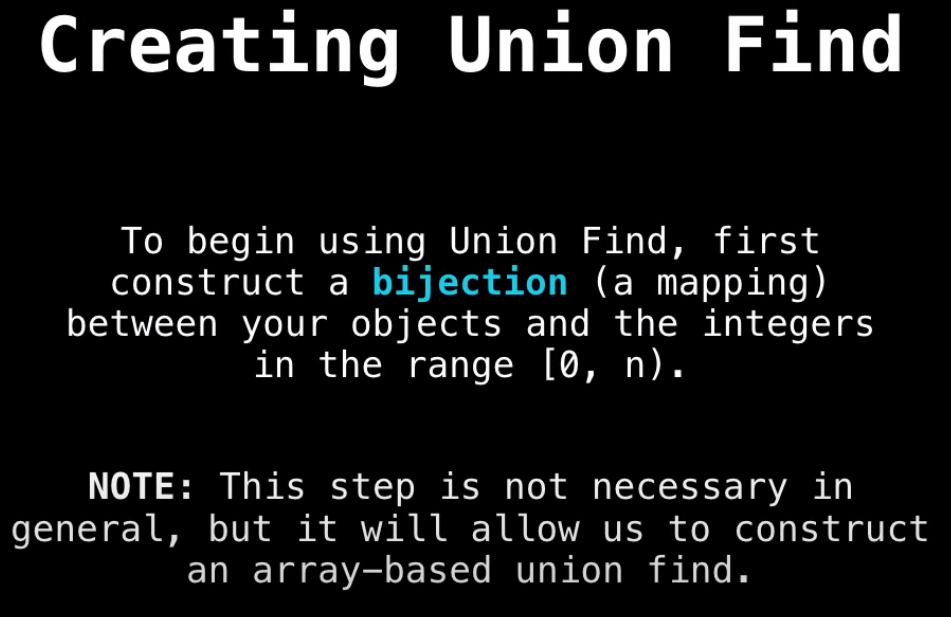 Creating Union Find
To begin using Union Find, first
construct a bijection (a mapping)
between your objects and the integers
in the range [0, n).
NOTE: This step is not necessary in
general, but it will allow us to construct
an array-based union find.